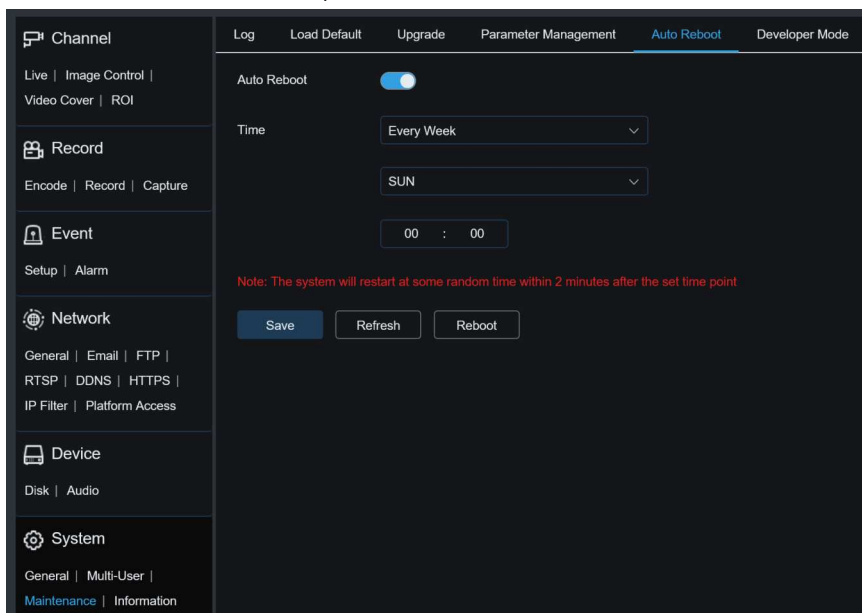 Channel
Live | Image Control |
Video Cover | ROI
Record
Encode | Record | Capture
Event
Setup | Alarm
Network
General | Email | FTP |
RTSP | DDNS | HTTPS |
IP Filter | Platform Access
Device
Disk | Audio
System
General | Multi-User |
Maintenance | Information
Log Load Default Upgrade Parameter Management Auto Reboot Developer Mode
Auto Reboot
Time Every Week
SUN
00 : 00
Note: The system will restart at some random time within 2 minutes after the set time point
Save Refresh Reboot